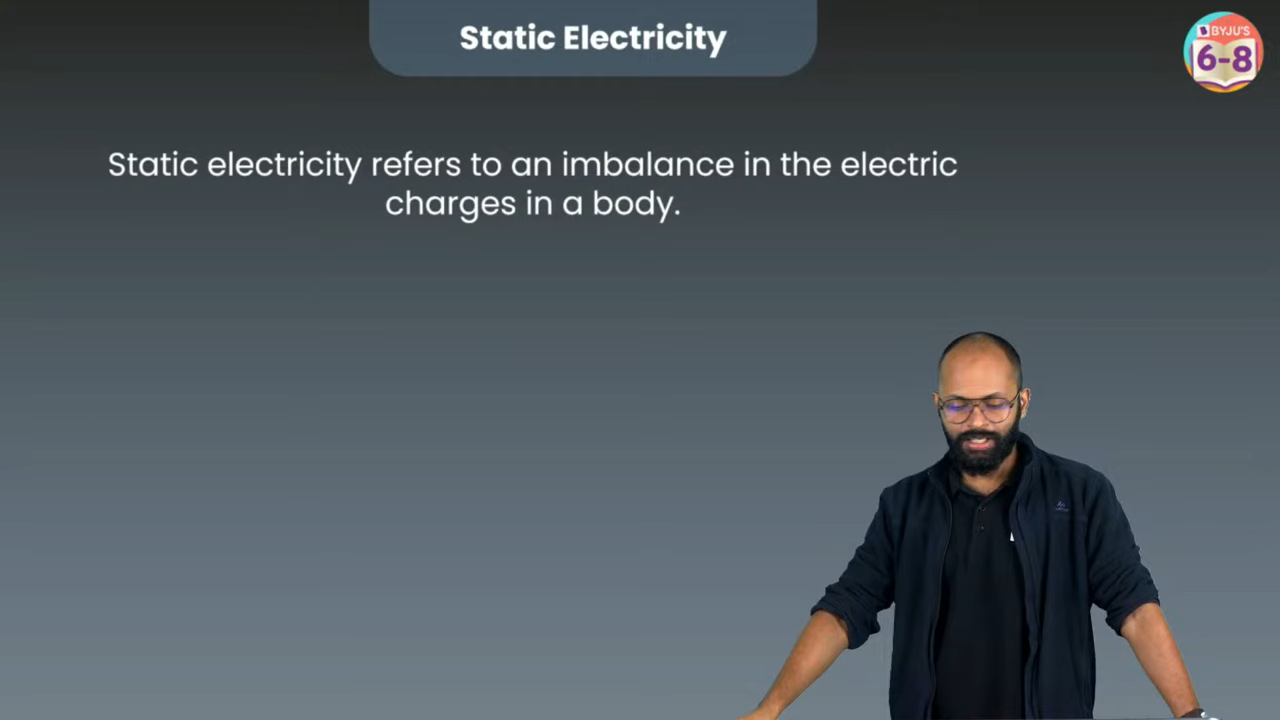 Static Electricity
BYJU'S
6-8
Static electricity refers to an imbalance in the electric
charges in a body.